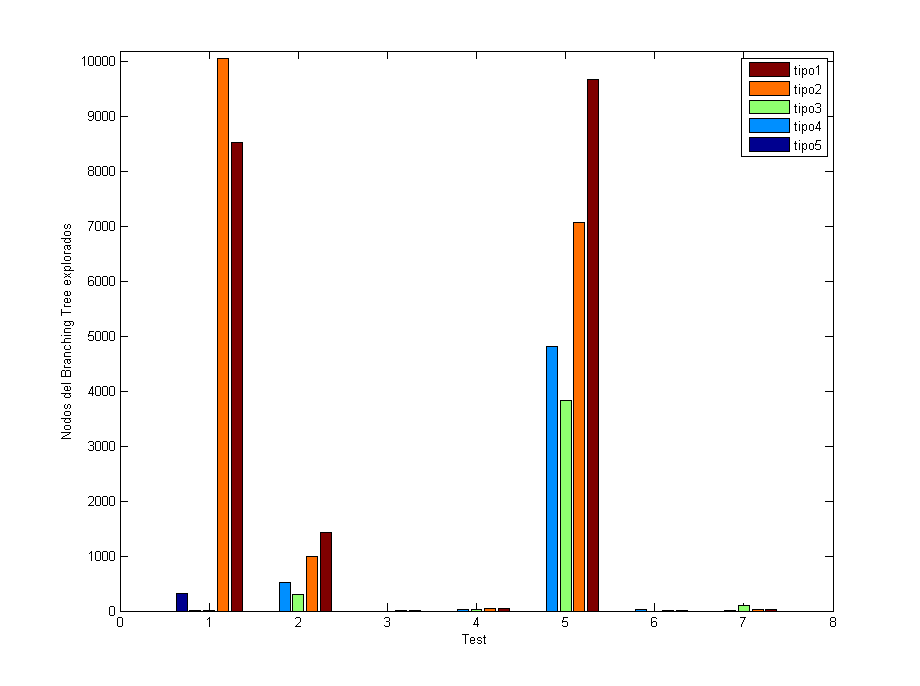 10000
9000
8000
7000
6000
5000
4000
3000
2000
1000
0
Nodos del Branching Tree explorados
tipo1
tipo2
tipo3
tipo4
tipo5
0 1 2 3 4 5 6 7 8
Test